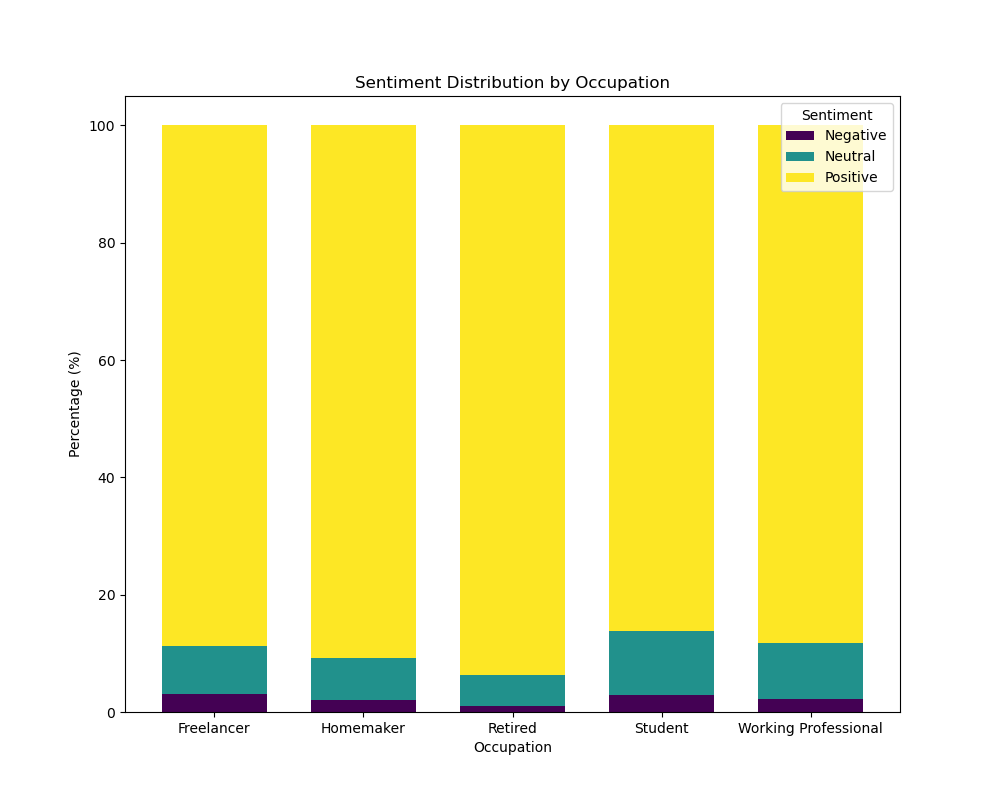 Sentiment Distribution by Occupation
Sentiment
Negative
Neutral
Positive
100
80
60
40
20
0
Percentage (%)
Freelancer Homemaker Retired Student Working Professional
Occupation